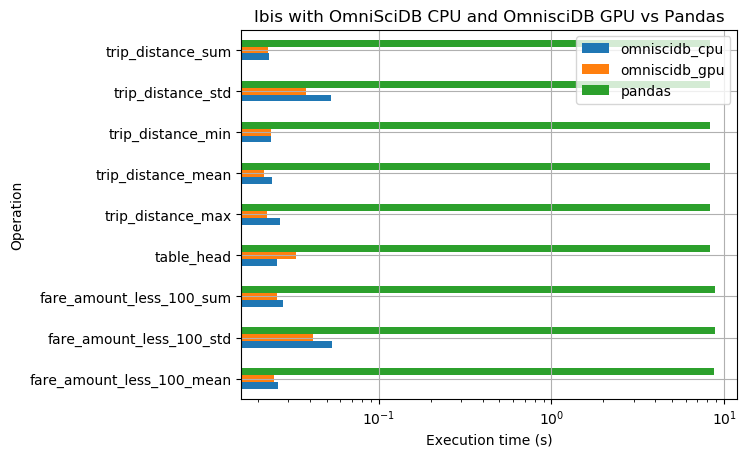 Ibis with OmniSciDB CPU and OmnisciDB GPU vs Pandas
omniscidb_cpu
omniscidb_gpu
pandas
Operation
trip_distance_sum
trip_distance_std
trip_distance_min
trip_distance_mean
trip_distance_max
table_head
fare_amount_less_100_sum
fare_amount_less_100_std
fare_amount_less_100_mean
10⁻¹ 10⁰ 10¹
Execution time (s)